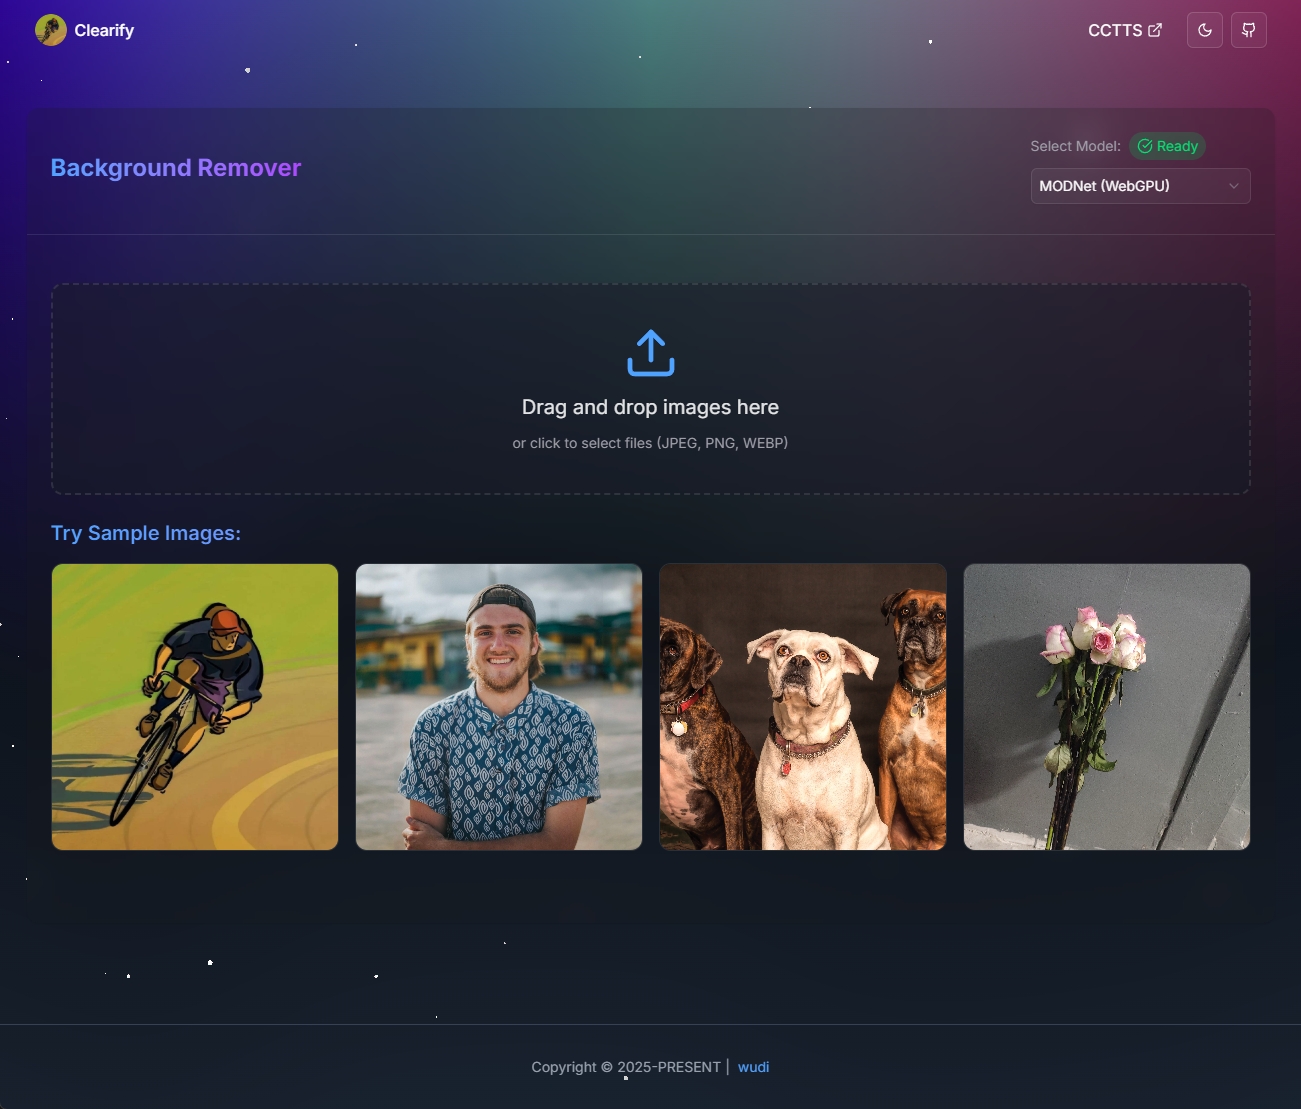 Clearify
CCTTS
Background Remover
Select Model:
Ready
MODNet (WebGPU)
Drag and drop images here
or click to select files (JPEG, PNG, WEBP)
Try Sample Images:
Copyright © 2025-PRESENT | wudi